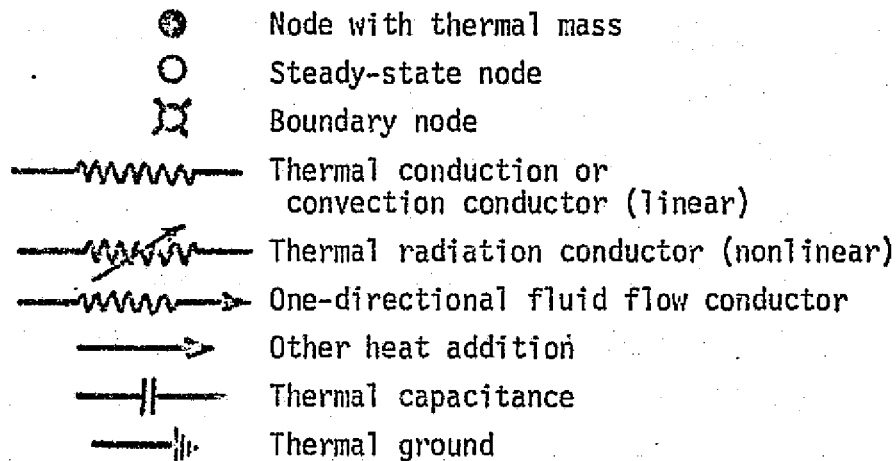 Node with thermal mass
Steady-state node
Boundary node
Thermal conduction or
convection conductor (linear)
Thermal radiation conductor (nonlinear)
One-directional fluid flow conductor
Other heat addition
Thermal capacitance
Thermal ground